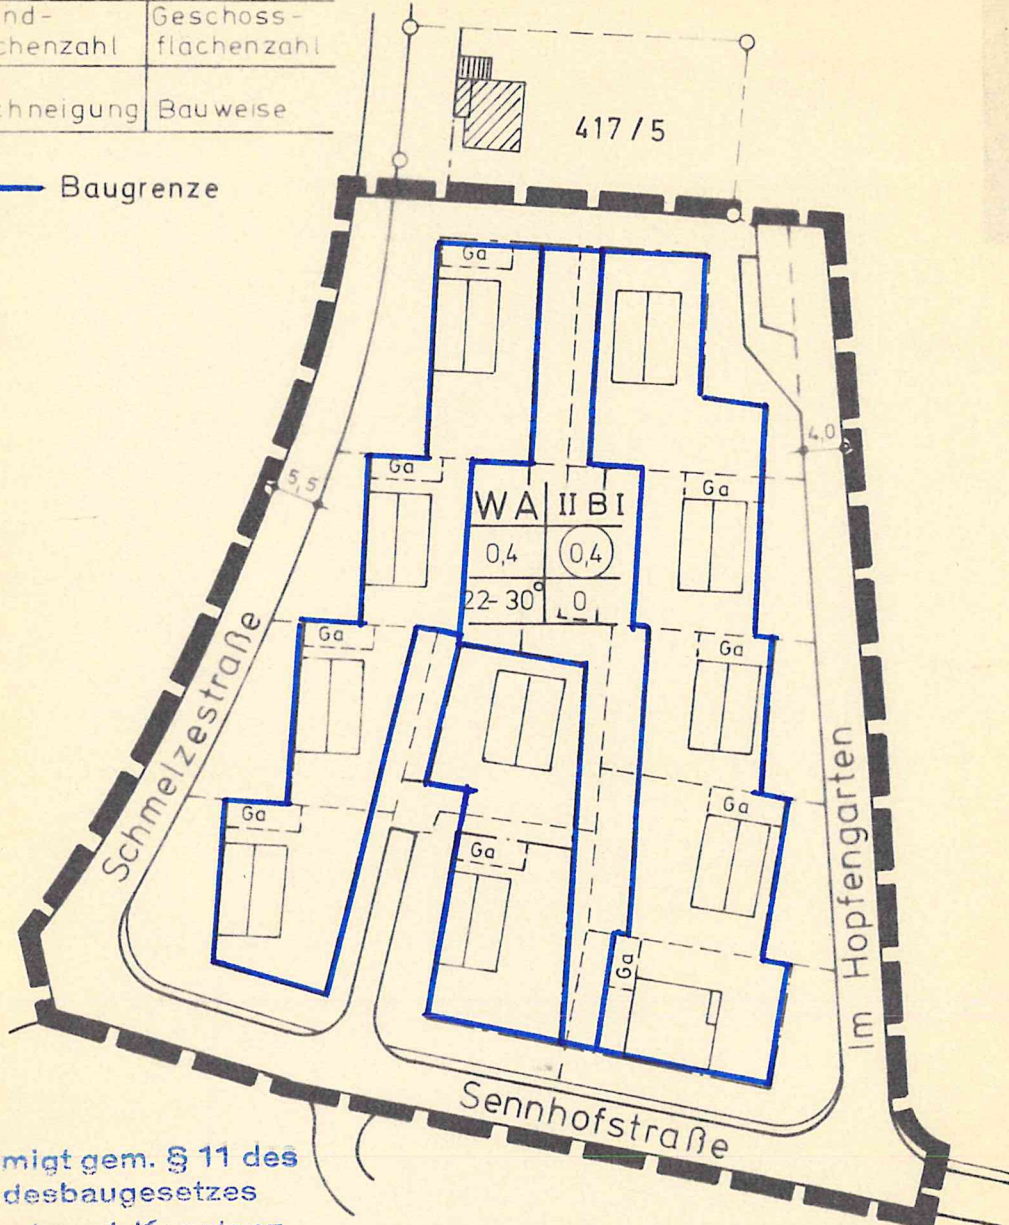 nd-
chenzahl
Geschoss-
flächenzahl
chneigung
Bauweise
417/5
Baugrenze
Ga
4,0
Ga
Ga
5,5
WA
II B I
0,4
0,4
22-30°
0
Ga
Ga
Schmelzestraße
Im Hopfengarten
Ga
Ga
Ga
Ga
Sennhofstraße
migt gem. § 11 des
desbaugesetzes